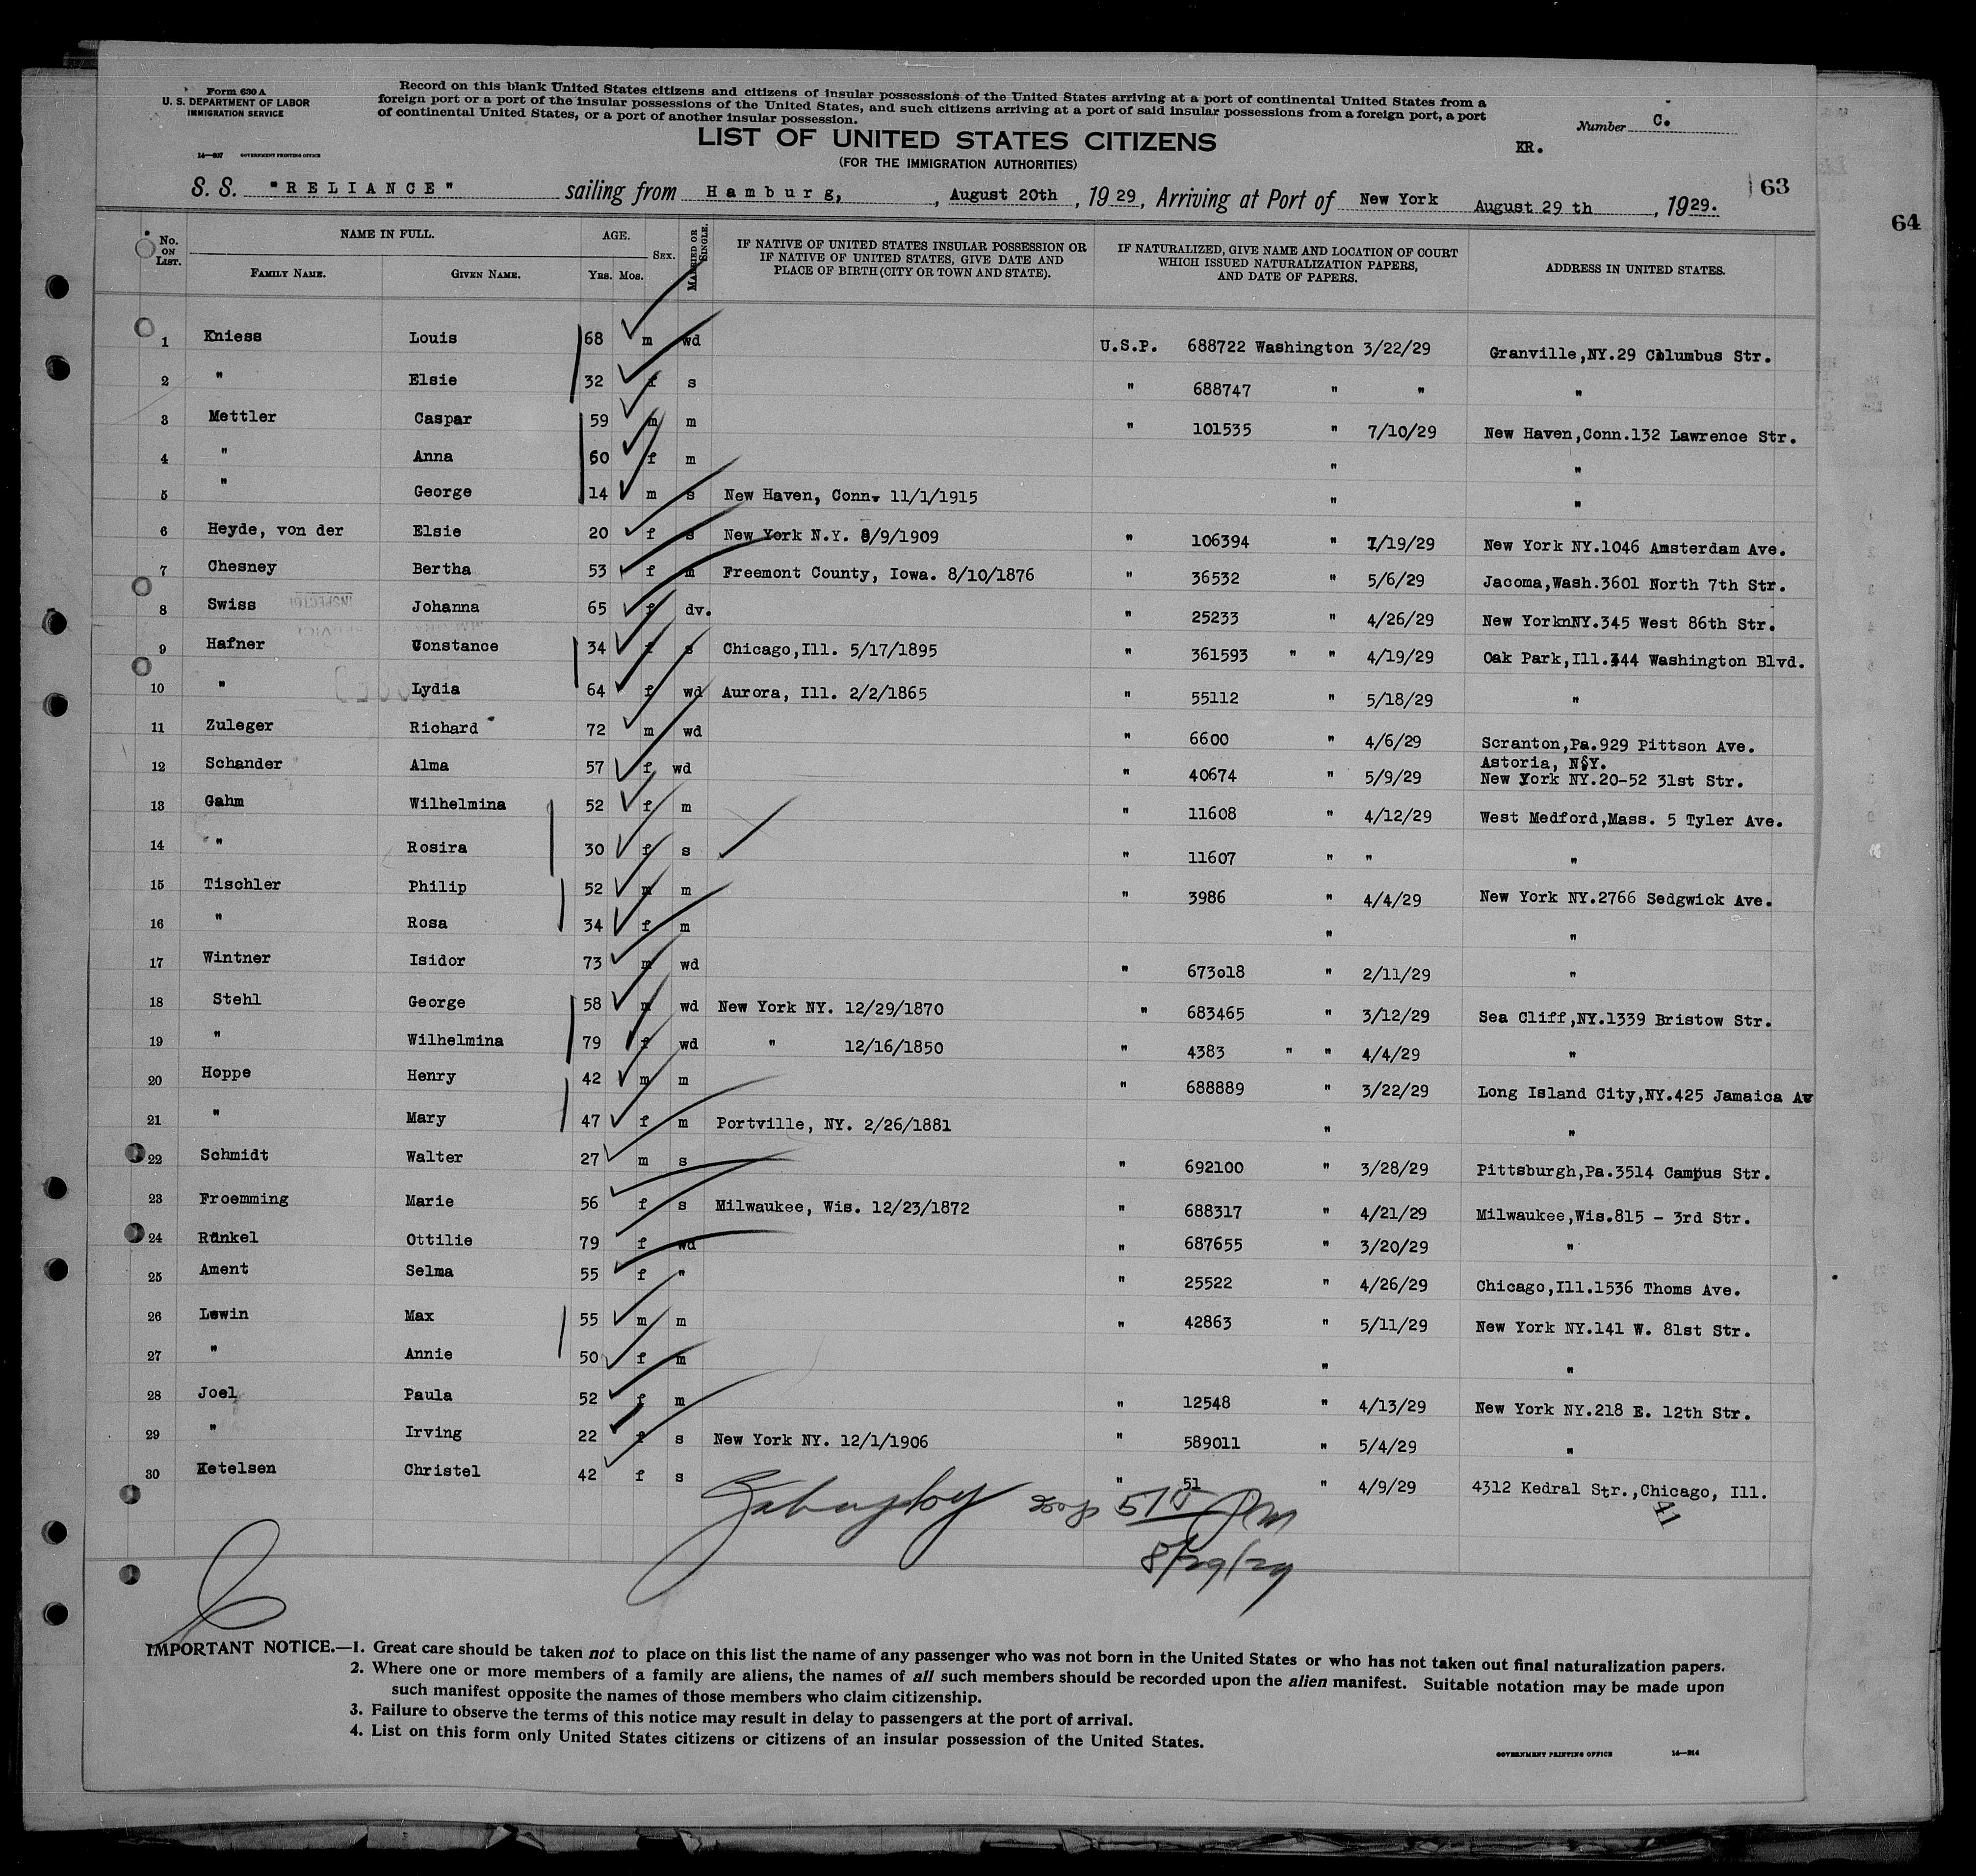 Form 630 A
U. S. DEPARTMENT OF LABOR
IMMIGRATION SERVICE
14—907 GOVERNMENT PRINTING OFFICE
Record on this blank United States citizens and citizens of insular possessions of the United States arriving at a port of continental United States from a
foreign port or a port of the insular possessions of the United States, and such citizens arriving at a port of said insular possessions from a foreign port, a port
of continental United States, or a port of another insular possession.
LIST OF UNITED STATES CITIZENS
(FOR THE IMMIGRATION AUTHORITIES)
Number C.
KR.
S. S. "RELIANCE" sailing from Hamburg, , August 20th , 1929, Arriving at Port of New York August 29 th , 1929.
63
64
No. ON LIST. NAME IN FULL. FAMILY NAME. GIVEN NAME. AGE. YRS. MOS. SEX. MARRIED OR SINGLE. IF NATIVE OF UNITED STATES INSULAR POSSESSION OR IF NATIVE OF UNITED STATES, GIVE DATE AND PLACE OF BIRTH (CITY OR TOWN AND STATE). IF NATURALIZED, GIVE NAME AND LOCATION OF COURT WHICH ISSUED NATURALIZATION PAPERS, AND DATE OF PAPERS. ADDRESS IN UNITED STATES.
1 Kniess Louis 68 m wd U.S.P. 688722 Washington 3/22/29 Granville,NY.29 Columbus Str.
2 " Elsie 32 f s " 688747 " " "
3 Mettler Caspar 59 m m " 101535 " 7/10/29 New Haven,Conn.132 Lawrence Str.
4 " Anna 60 f m " "
5 " George 14 m s New Haven, Conn. 11/1/1915 " "
6 Heyde, von der Elsie 20 f s New York N.Y. 8/9/1909 " 106394 " 7/19/29 New York NY.1046 Amsterdam Ave.
7 Chesney Bertha 53 f m Freemont County, Iowa. 8/10/1876 " 36532 " 5/6/29 Jacoma,Wash.3601 North 7th Str.
8 Swiss Johanna 65 f dv. " 25233 " 4/26/29 New YorknNY.345 West 86th Str.
9 Hafner Constance 34 f s Chicago,Ill. 5/17/1895 " 361593 " " 4/19/29 Oak Park,Ill.344 Washington Blvd.
10 " Lydia 64 f wd Aurora, Ill. 2/2/1865 " 55112 " 5/18/29 "
11 Zuleger Richard 72 m wd " 6600 " 4/6/29 Scranton,Pa.929 Pittson Ave.
Astoria, N.Y.
12 Schander Alma 57 f wd " 40674 " 5/9/29 New York NY.20-52 31st Str.
13 Gahm Wilhelmina 52 f m " 11608 " 4/12/29 West Medford,Mass. 5 Tyler Ave.
14 " Rosira 30 f s " 11607 " " "
15 Tischler Philip 52 m m " 3986 " 4/4/29 New York NY.2766 Sedgwick Ave.
16 " Rosa 34 f m " "
17 Wintner Isidor 73 m wd " 673018 " 2/11/29 "
18 Stehl George 58 m wd New York NY. 12/29/1870 " 683465 " 3/12/29 Sea Cliff,NY.1339 Bristow Str.
19 " Wilhelmina 79 f wd " 12/16/1850 " 4383 " " 4/4/29 "
20 Hoppe Henry 42 m m " 688889 " 3/22/29 Long Island City,NY.425 Jamaica Av
21 " Mary 47 f m Portville, NY. 2/26/1881 " "
22 Schmidt Walter 27 m s " 692100 " 3/28/29 Pittsburgh,Pa.3514 Campus Str.
23 Froemming Marie 56 f s Milwaukee, Wis. 12/23/1872 " 688317 " 4/21/29 Milwaukee,Wis.815 - 3rd Str.
24 Runkel Ottilie 79 f wd " 687655 " 3/20/29 "
25 Ament Selma 55 f " " 25522 " 4/26/29 Chicago,Ill.1536 Thoms Ave.
26 Lewin Max 55 m m " 42863 " 5/11/29 New York NY.141 W. 81st Str.
27 " Annie 50 f m " "
28 Joel Paula 52 f m " 12548 " 4/13/29 New York NY.218 E. 12th Str.
29 " Irving 22 f s New York NY. 12/1/1906 " 589011 " 5/4/29 "
30 Ketelsen Christel 42 f s " 51 " 4/9/29 4312 Kedral Str.,Chicago, Ill.
41
510 PM
8/29/29
IMPORTANT NOTICE.—1. Great care should be taken not to place on this list the name of any passenger who was not born in the United States or who has not taken out final naturalization papers.
2. Where one or more members of a family are aliens, the names of all such members should be recorded upon the alien manifest. Suitable notation may be made upon
such manifest opposite the names of those members who claim citizenship.
3. Failure to observe the terms of this notice may result in delay to passengers at the port of arrival.
4. List on this form only United States citizens or citizens of an insular possession of the United States.
GOVERNMENT PRINTING OFFICE 14—914